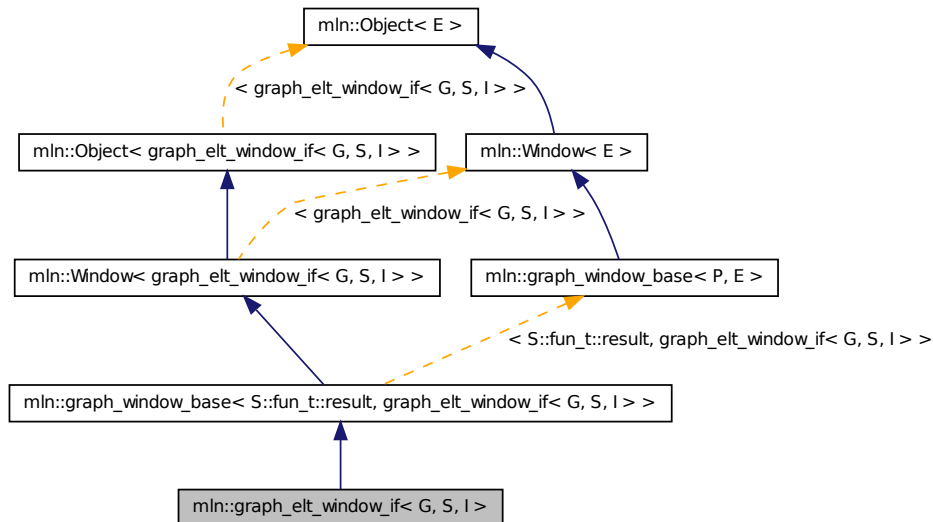 mln::Object< E >
< graph_elt_window_if< G, S, I > >
mln::Object< graph_elt_window_if< G, S, I > >
mln::Window< E >
< graph_elt_window_if< G, S, I > >
mln::Window< graph_elt_window_if< G, S, I > >
mln::graph_window_base< P, E >
< S::fun_t::result, graph_elt_window_if< G, S, I > >
mln::graph_window_base< S::fun_t::result, graph_elt_window_if< G, S, I > >
mln::graph_elt_window_if< G, S, I >